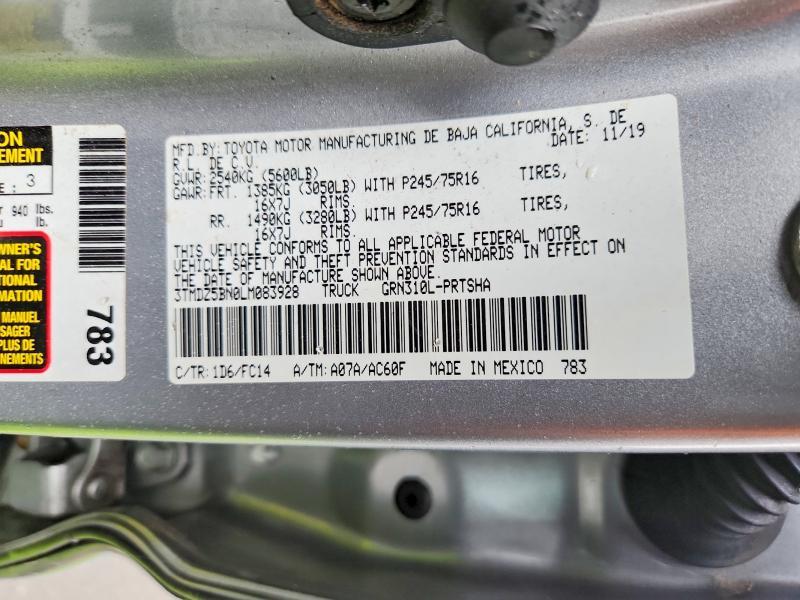 ON
EMENT
E : 3
940 lbs.
lb.
WNER'S
AL FOR
TIONAL
RMATION
MANUEL
SAGER
PLUS DE
NEMENTS
783
MFD.BY:TOYOTA MOTOR MANUFACTURING DE BAJA CALIFORNIA, S. DE
R.L. DE C.V. DATE: 11/19
GVWR: 2540KG (5600LB)
GAWR:FRT. 1385KG (3050LB) WITH P245/75R16 TIRES,
16X7J RIMS.
RR. 1490KG (3280LB) WITH P245/75R16 TIRES,
16X7J RIMS.
THIS VEHICLE CONFORMS TO ALL APPLICABLE FEDERAL MOTOR
VEHICLE SAFETY AND THEFT PREVENTION STANDARDS IN EFFECT ON
THE DATE OF MANUFACTURE SHOWN ABOVE.
3TMDZ5BN0LM083928 TRUCK GRN310L-PRTSHA
C/TR:1D6/FC14 A/TM:A07A/AC60F MADE IN MEXICO 783